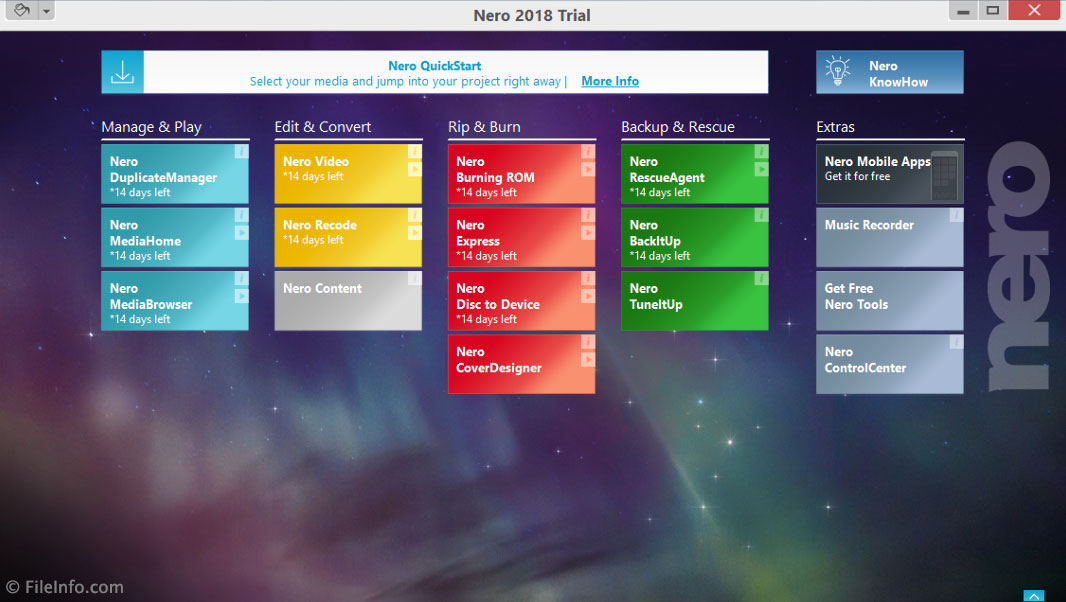 Nero 2018 Trial
Nero QuickStart
Select your media and jump into your project right away | More Info
Nero
KnowHow
Manage & Play
Nero
DuplicateManager
*14 days left
Nero
MediaHome
*14 days left
Nero
MediaBrowser
*14 days left
Edit & Convert
Nero Video
*14 days left
Nero Recode
*14 days left
Nero Content
Rip & Burn
Nero
Burning ROM
*14 days left
Nero
Express
*14 days left
Nero
Disc to Device
*14 days left
Nero
CoverDesigner
Backup & Rescue
Nero
RescueAgent
*14 days left
Nero
BackItUp
*14 days left
Nero
TuneItUp
Extras
Nero Mobile Apps
Get it for free
Music Recorder
Get Free
Nero Tools
Nero
ControlCenter
nero
© FileInfo.com